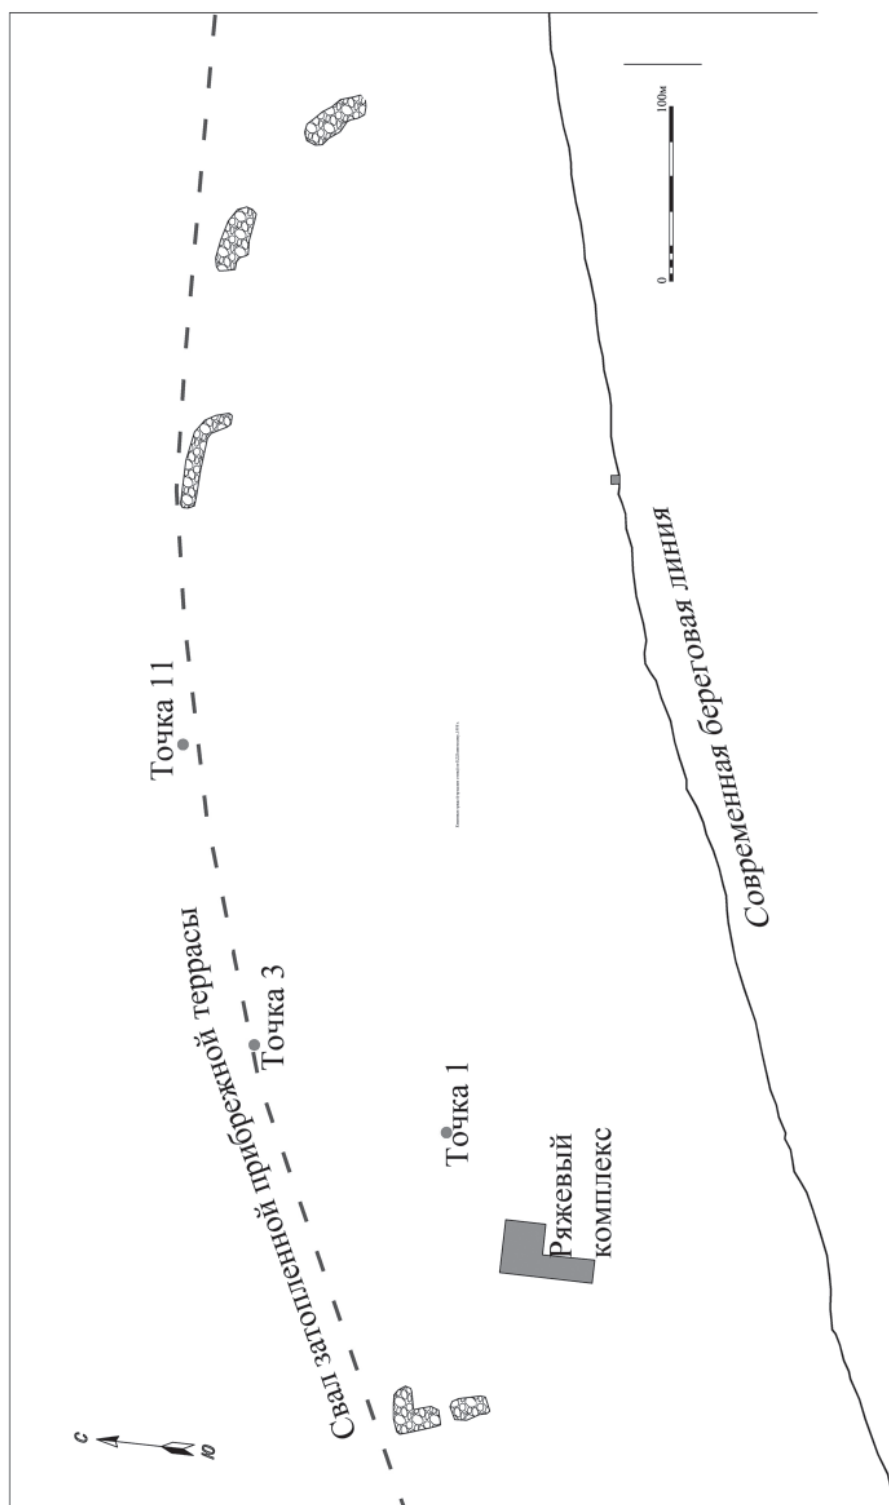 Точка 11
Свал затопленной прибрежной террасы
Точка 3
Точка 1
Ряжевый
комплекс
Современная береговая линия
0
100м
С
Ю